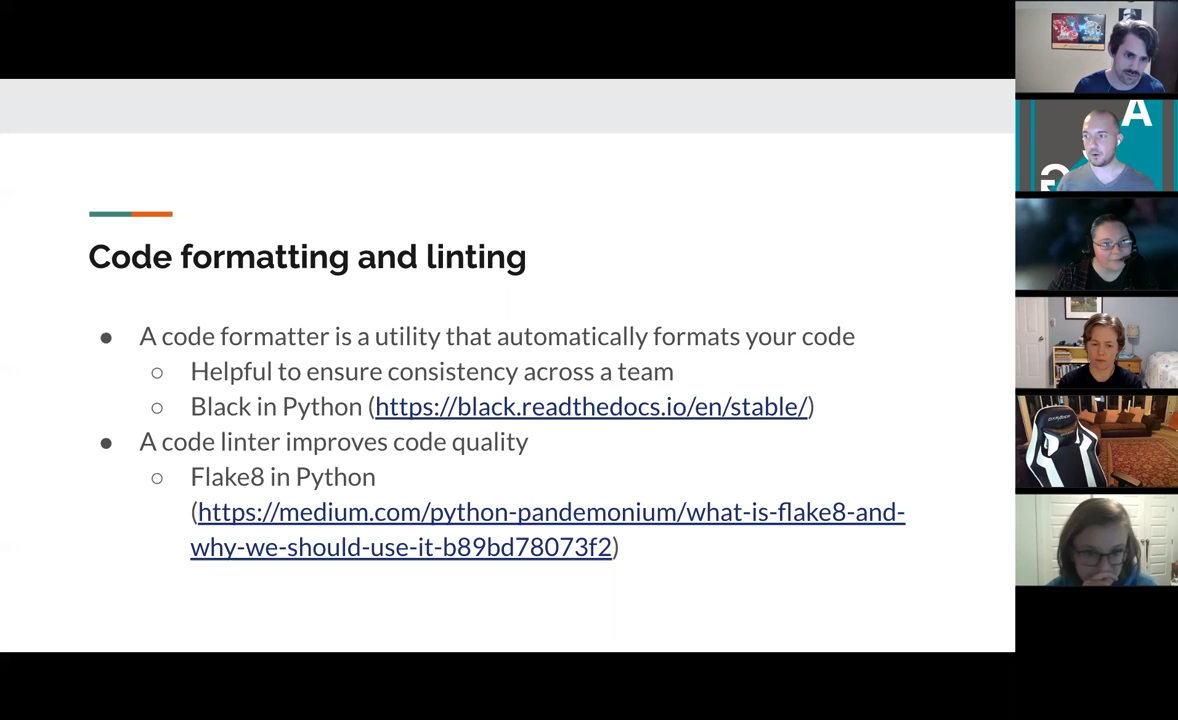 Code formatting and linting
● A code formatter is a utility that automatically formats your code
○ Helpful to ensure consistency across a team
○ Black in Python (https://black.readthedocs.io/en/stable/)
● A code linter improves code quality
○ Flake8 in Python
(https://medium.com/python-pandemonium/what-is-flake8-and-
why-we-should-use-it-b89bd78073f2)
A